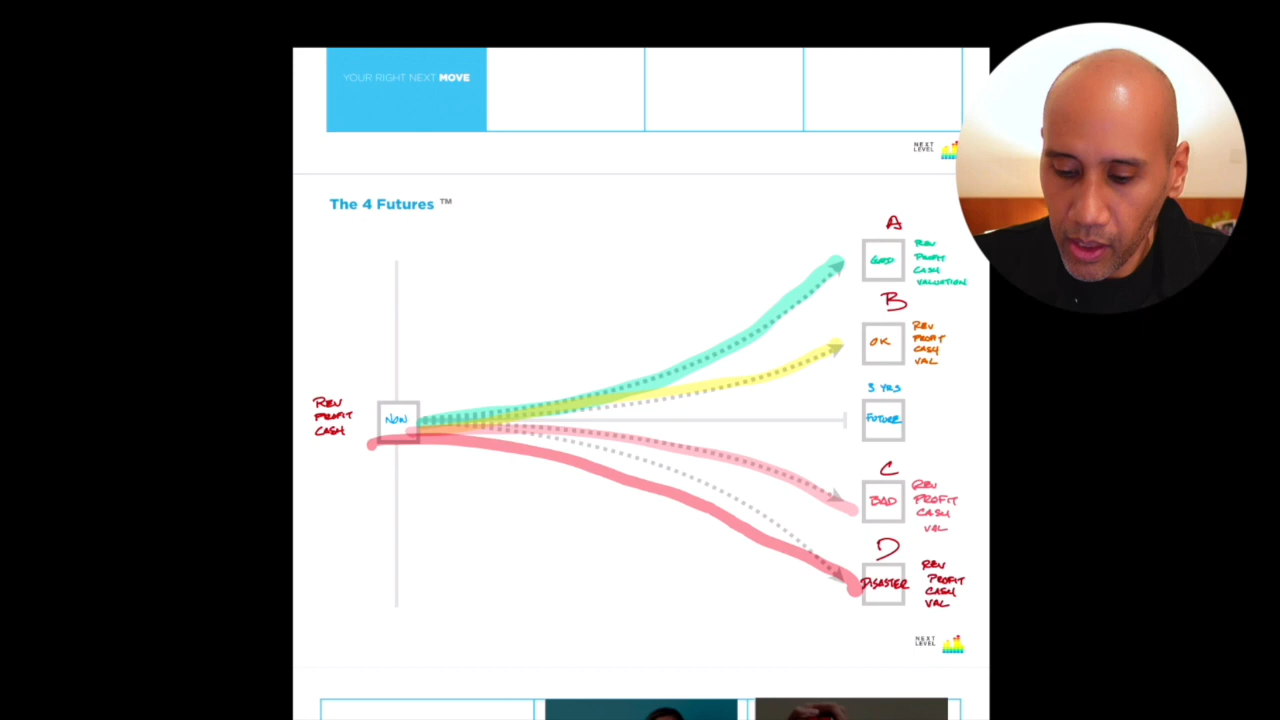 YOUR RIGHT NEXT MOVE
NEXT
LEVEL
The 4 Futures ™
A
GOOD
REV
PROFIT
CASH
VALUATION
B
OK
REV
PROFIT
CASH
VAL
3 YRS
FUTURE
REV
PROFIT
CASH
NOW
C
BAD
REV
PROFIT
CASH
VAL
D
DISASTER
REV
PROFIT
CASH
VAL
NEXT
LEVEL